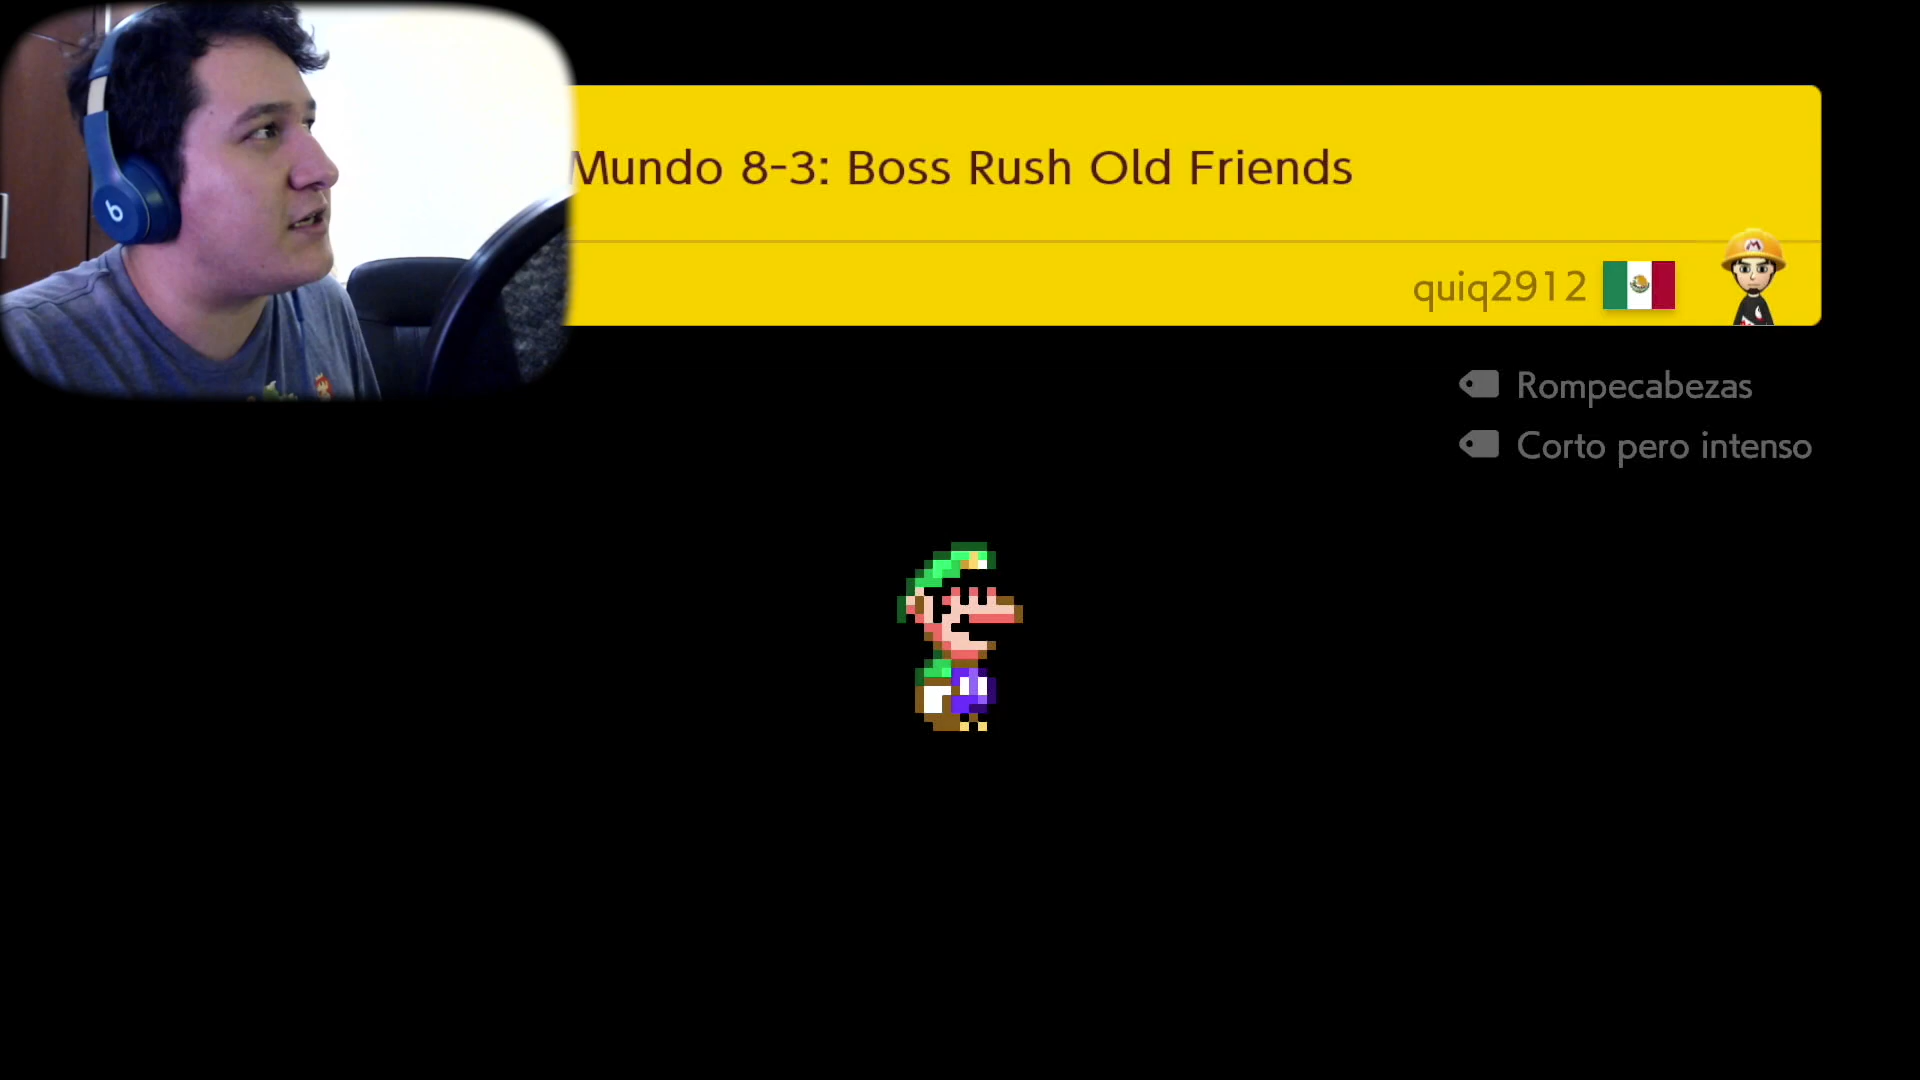 Mundo 8-3: Boss Rush Old Friends
quiq2912
Rompecabezas
Corto pero intenso